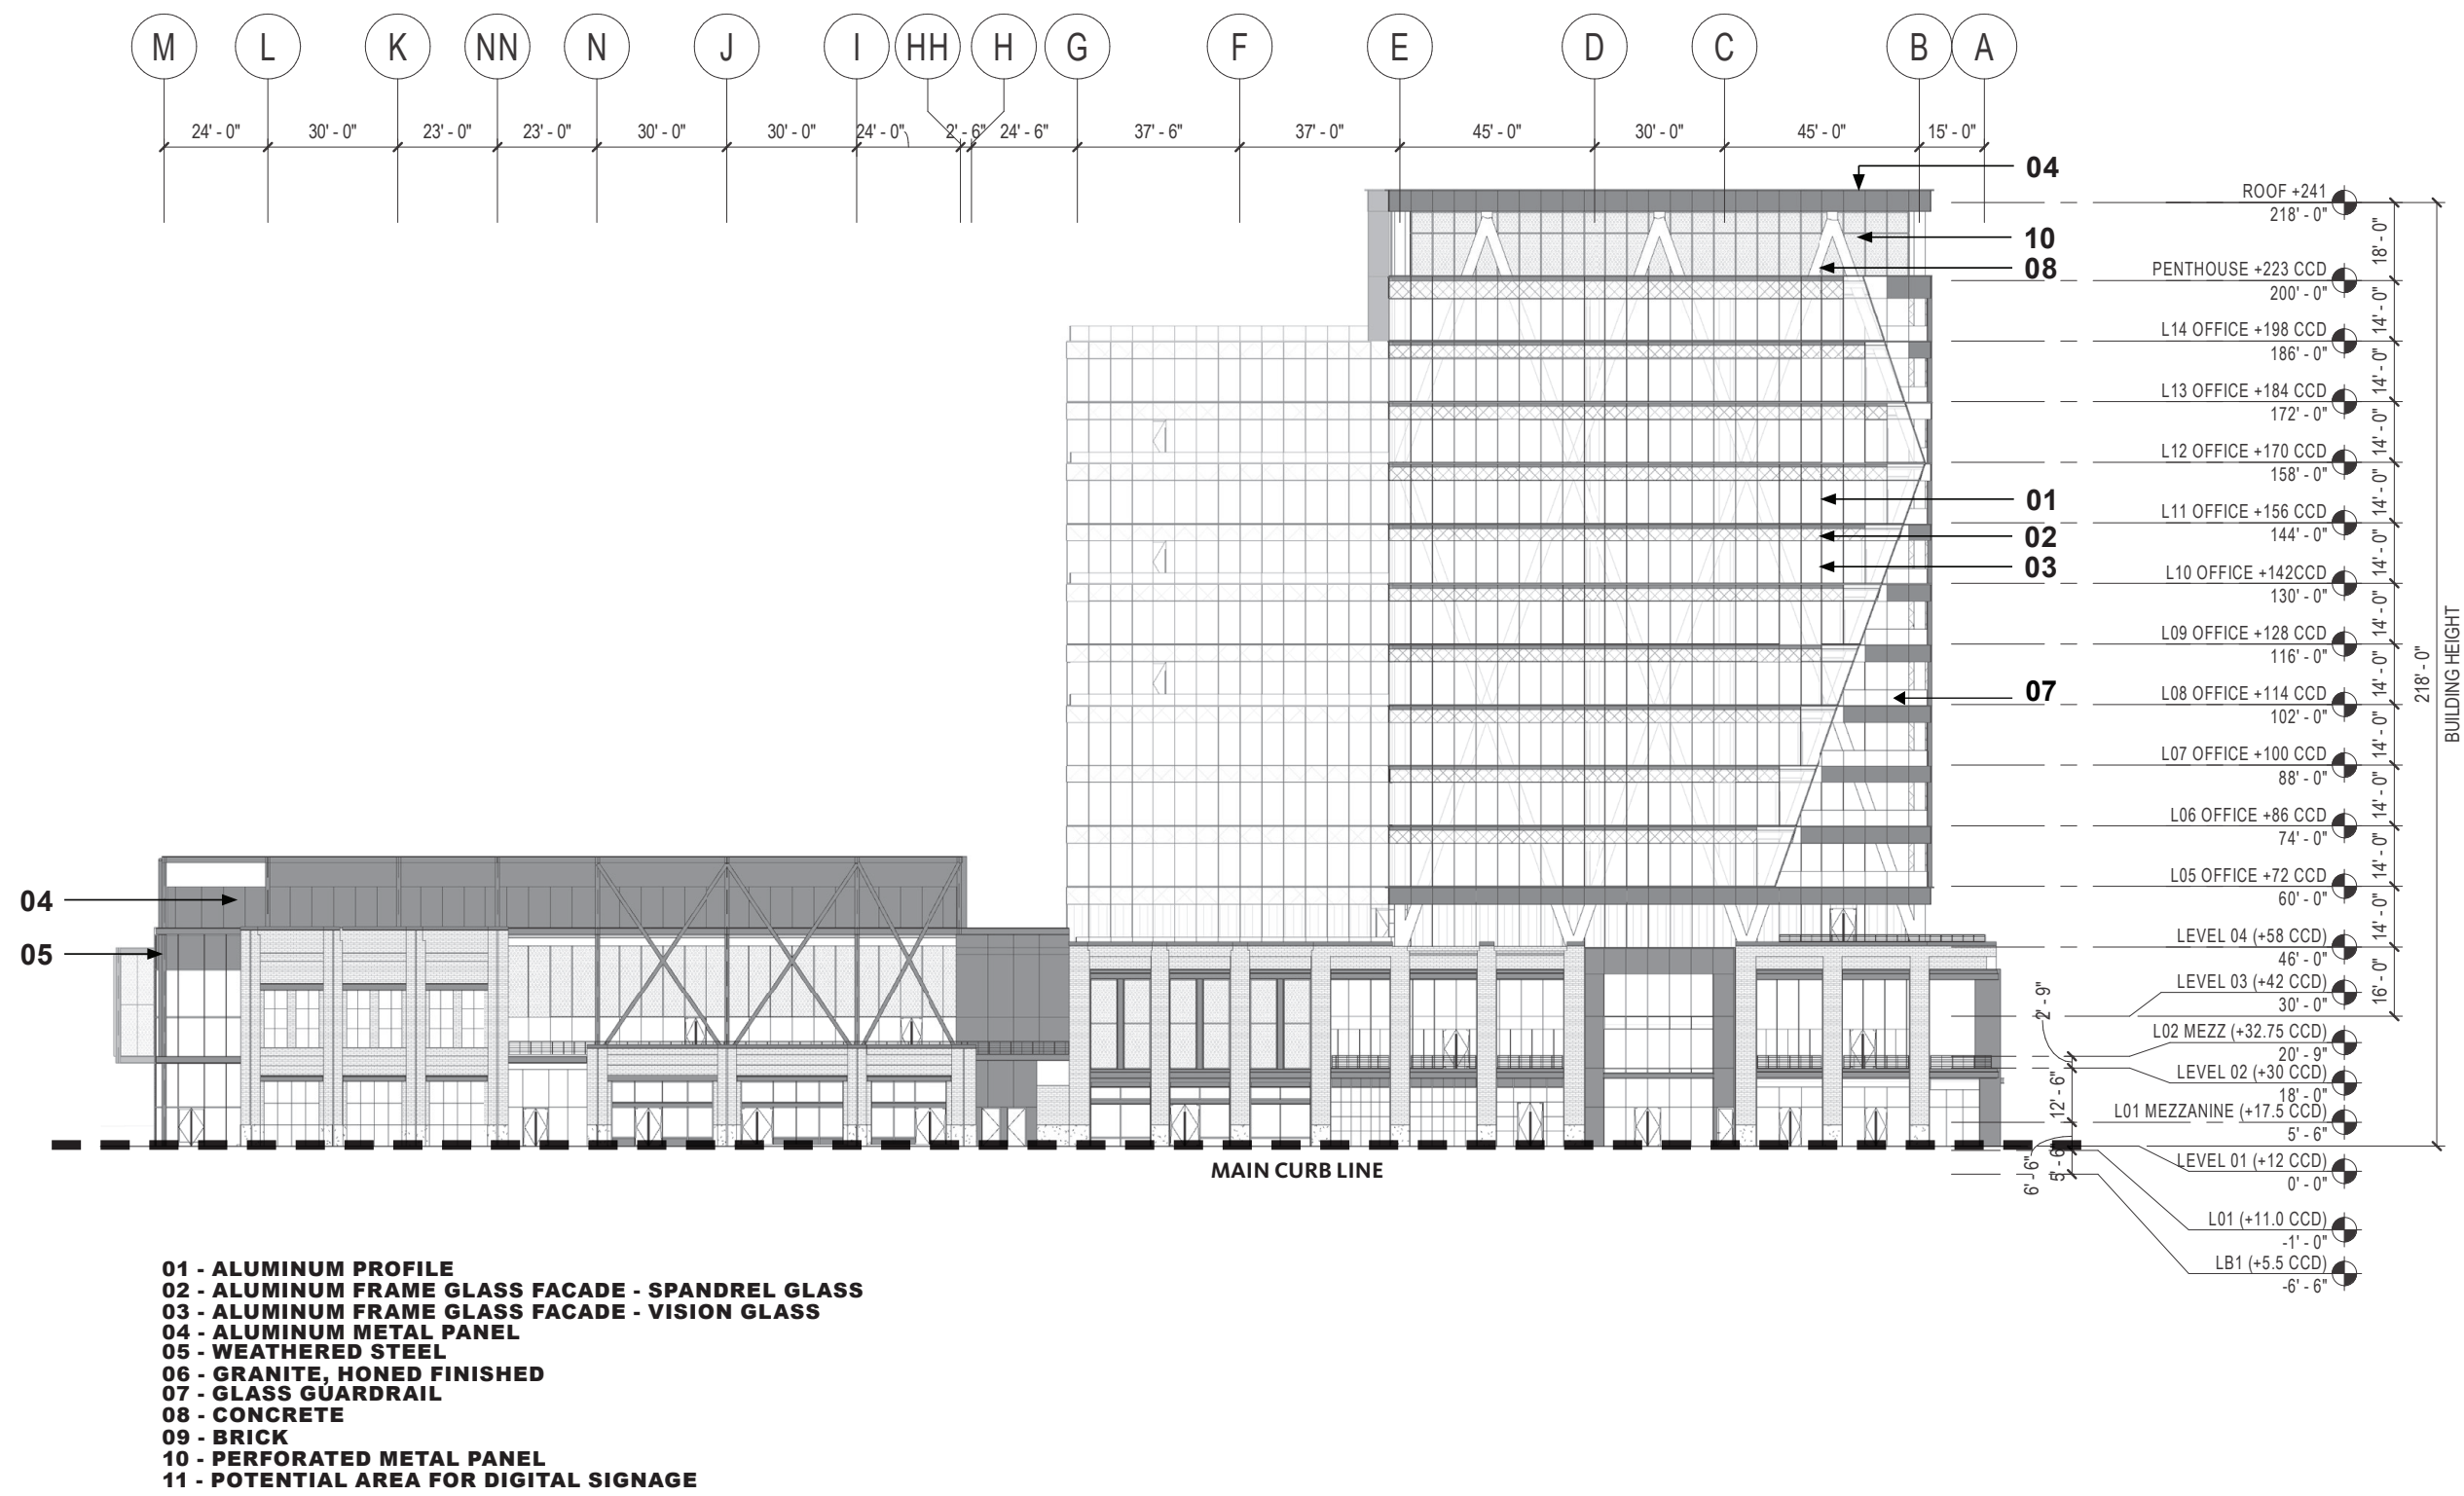 M L K NN N J I HH H G F E D C B A
24' - 0" 30' - 0" 23' - 0" 23' - 0" 30' - 0" 30' - 0" 24' - 0" 2' - 6" 24' - 6" 37' - 6" 37' - 0" 45' - 0" 30' - 0" 45' - 0" 15' - 0"
04
10
08
01
02
03
07
04
05
ROOF +241
218' - 0"
18' - 0"
PENTHOUSE +223 CCD
200' - 0"
14' - 0"
L14 OFFICE +198 CCD
186' - 0"
14' - 0"
L13 OFFICE +184 CCD
172' - 0"
14' - 0"
L12 OFFICE +170 CCD
158' - 0"
14' - 0"
L11 OFFICE +156 CCD
144' - 0"
14' - 0"
L10 OFFICE +142CCD
130' - 0"
14' - 0"
L09 OFFICE +128 CCD
116' - 0"
14' - 0"
L08 OFFICE +114 CCD
102' - 0"
14' - 0"
L07 OFFICE +100 CCD
88' - 0"
14' - 0"
L06 OFFICE +86 CCD
74' - 0"
14' - 0"
L05 OFFICE +72 CCD
60' - 0"
14' - 0"
LEVEL 04 (+58 CCD)
46' - 0"
16' - 0"
LEVEL 03 (+42 CCD)
30' - 0"
2' - 9"
L02 MEZZ (+32.75 CCD)
20' - 9"
LEVEL 02 (+30 CCD)
18' - 0"
12' - 6"
L01 MEZZANINE (+17.5 CCD)
5' - 6"
5' - 6"
LEVEL 01 (+12 CCD)
0' - 0"
6' - 6"
L01 (+11.0 CCD)
-1' - 0"
LB1 (+5.5 CCD)
-6' - 6"
218' - 0"
BUILDING HEIGHT
MAIN CURB LINE
01 - ALUMINUM PROFILE
02 - ALUMINUM FRAME GLASS FACADE - SPANDREL GLASS
03 - ALUMINUM FRAME GLASS FACADE - VISION GLASS
04 - ALUMINUM METAL PANEL
05 - WEATHERED STEEL
06 - GRANITE, HONED FINISHED
07 - GLASS GUARDRAIL
08 - CONCRETE
09 - BRICK
10 - PERFORATED METAL PANEL
11 - POTENTIAL AREA FOR DIGITAL SIGNAGE